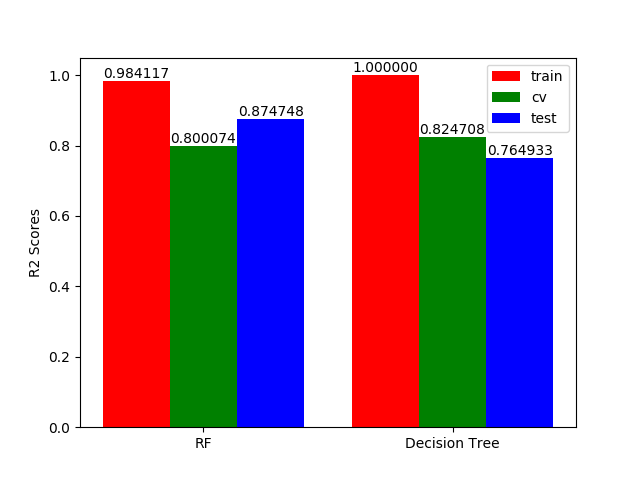 1.0
0.8
0.6
0.4
0.2
0.0
R2 Scores
0.984117
0.800074
0.874748
1.000000
0.824708
0.764933
train
cv
test
RF
Decision Tree